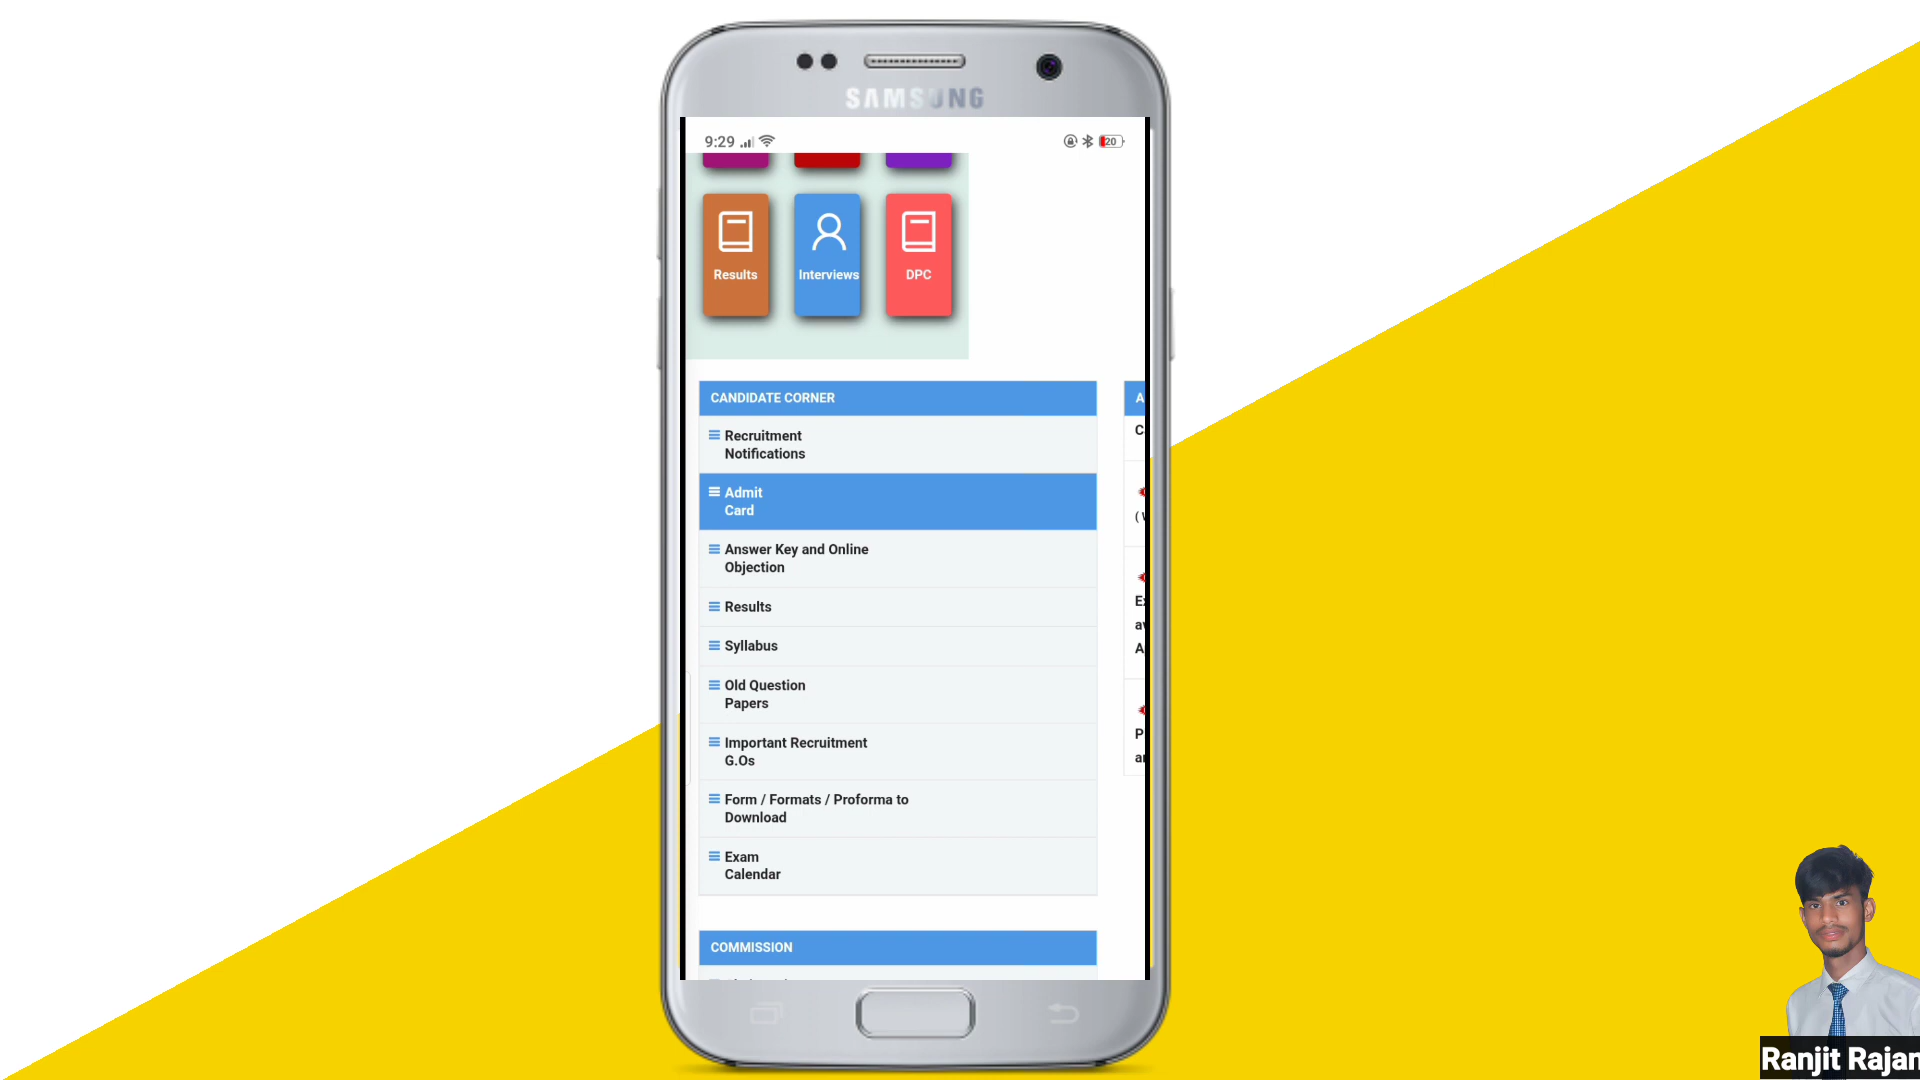 SAMSUNG
9:29
20
Results
Interviews
DPC
CANDIDATE CORNER
Recruitment
Notifications
Admit
Card
Answer Key and Online
Objection
Results
Syllabus
Old Question
Papers
Important Recruitment
G.Os
Form / Formats / Proforma to
Download
Exam
Calendar
COMMISSION
Ranjit Rajan